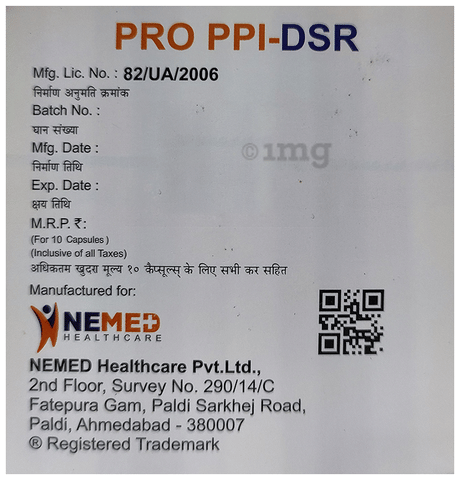 PRO PPI-DSR
Mfg. Lic. No. : 82/UA/2006
निर्माण अनुमति क्रमांक
Batch No. :
घान संख्या
Mfg. Date :
निर्माण तिथि
Exp. Date :
क्षय तिथि
M.R.P. ₹:
(For 10 Capsules )
(Inclusive of all Taxes)
अधिकतम खुदरा मूल्य १० कैप्सूल्स के लिए सभी कर सहित
Manufactured for:
NEMED
HEALTHCARE
NEMED Healthcare Pvt.Ltd.,
2nd Floor, Survey No. 290/14/C
Fatepura Gam, Paldi Sarkhej Road,
Paldi, Ahmedabad - 380007
® Registered Trademark
© 1mg